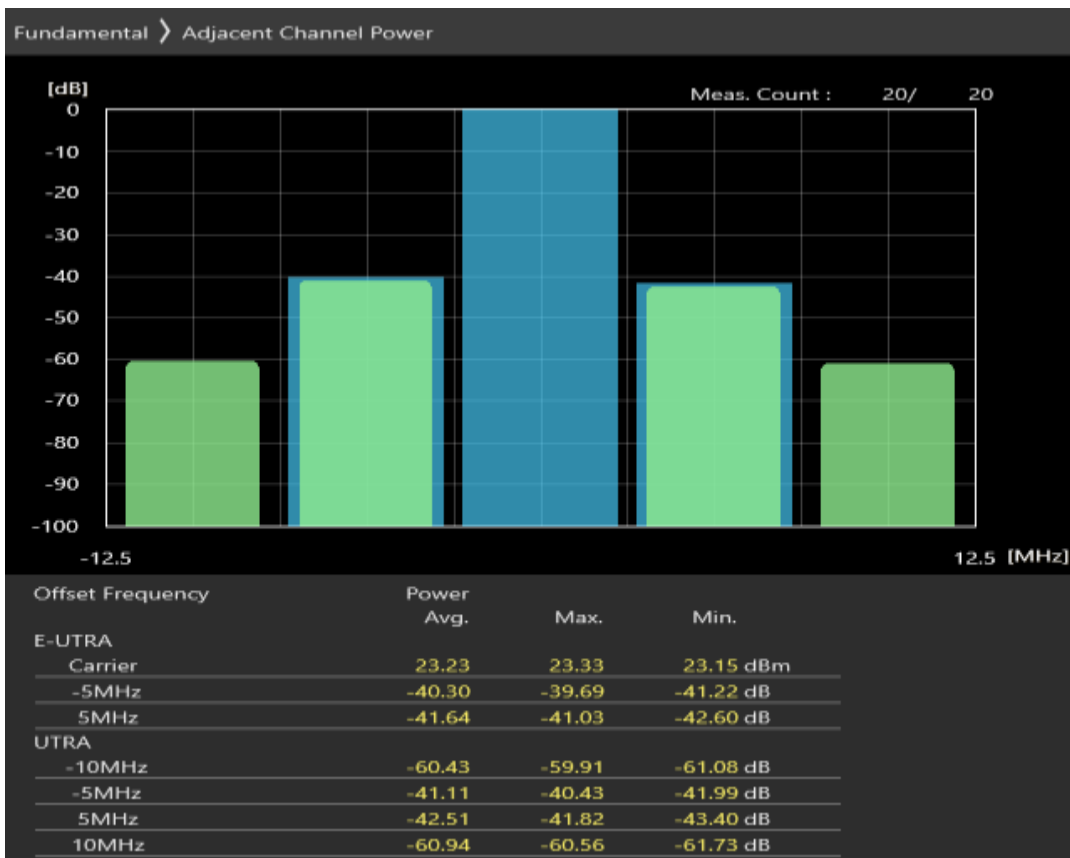 Fundamental ❯ Adjacent Channel Power
[dB]
Meas. Count : 20/ 20
0
-10
-20
-30
-40
-50
-60
-70
-80
-90
-100
-12.5 12.5 [MHz]
Offset Frequency Power
Avg. Max. Min.
E-UTRA
Carrier 23.23 23.33 23.15 dBm
-5MHz -40.30 -39.69 -41.22 dB
5MHz -41.64 -41.03 -42.60 dB
UTRA
-10MHz -60.43 -59.91 -61.08 dB
-5MHz -41.11 -40.43 -41.99 dB
5MHz -42.51 -41.82 -43.40 dB
10MHz -60.94 -60.56 -61.73 dB